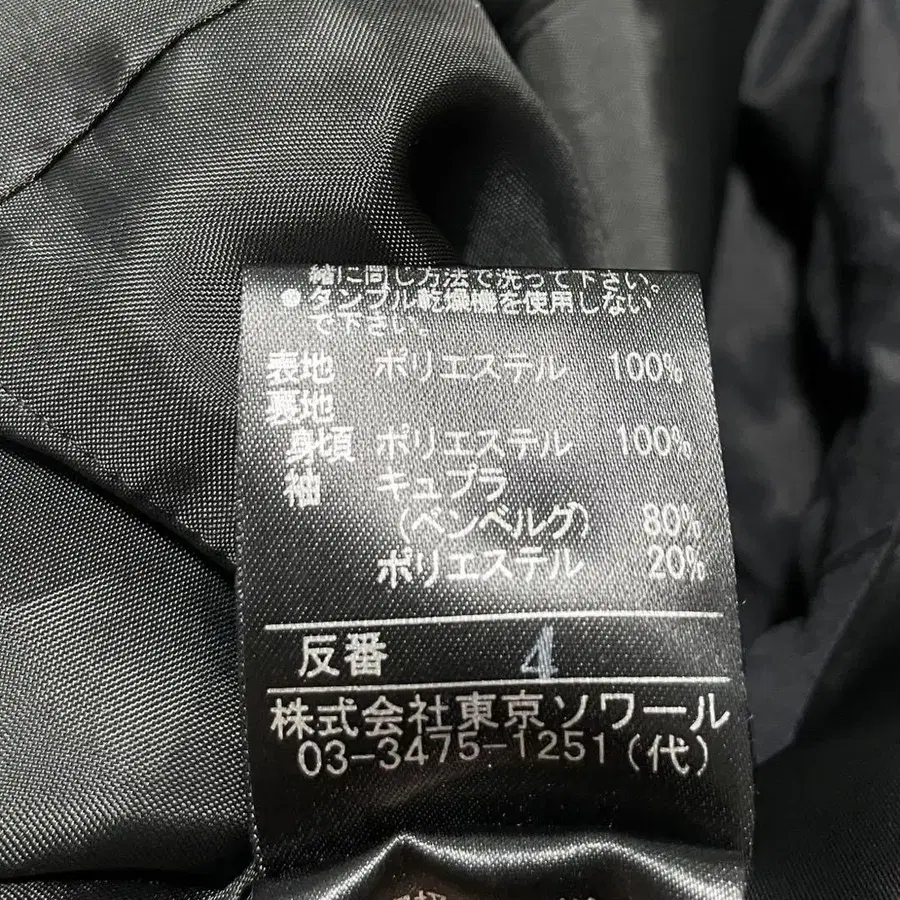 緒に同じ方法で洗って下さい。
●タンブル乾燥機を使用しない
で下さい。
表地 ポリエステル 100%
裏地
身頃 ポリエステル 100%
袖 キュプラ
(ベンベルグ) 80%
ポリエステル 20%
反番 4
株式会社東京ソワール
03-3475-1251(代)